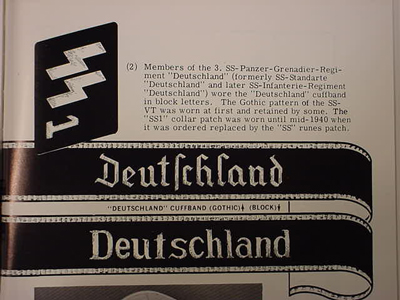 SS1
(2) Members of the 3. SS-Panzer-Grenadier-Regi-
ment "Deutschland" (formerly SS-Standarte
"Deutschland" and later SS-Infanterie-Regiment
"Deutschland") wore the "Deutschland" cuffband
in block letters. The Gothic pattern of the SS-
VT was worn at first and retained by some. The
"SS1" collar patch was worn until mid-1940 when
it was ordered replaced by the "SS" runes patch.
Deutſchland
"DEUTSCHLAND" CUFFBAND (GOTHIC)↑ (BLOCK)↓
Deutschland